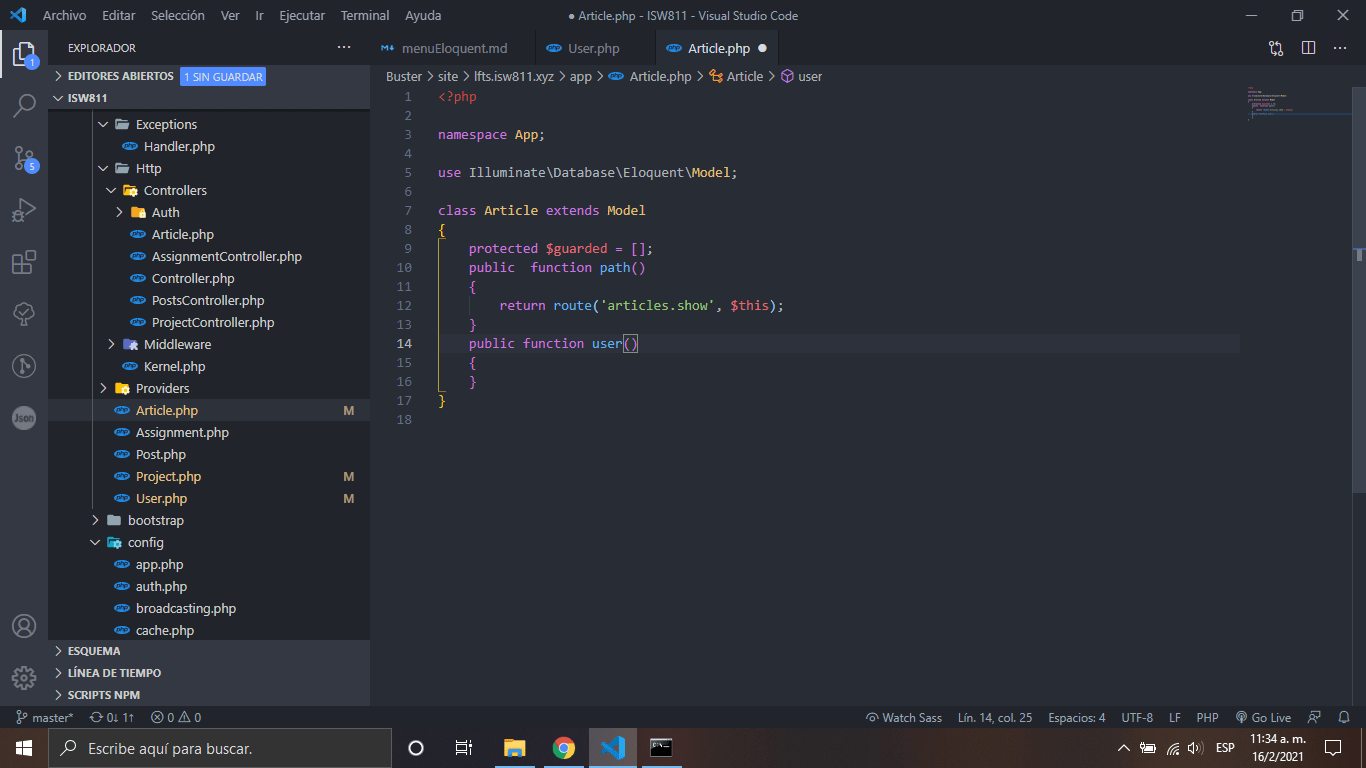 Archivo Editar Selección Ver Ir Ejecutar Terminal Ayuda
● Article.php - ISW811 - Visual Studio Code
EXPLORADOR
EDITORES ABIERTOS 1 SIN GUARDAR
ISW811
Exceptions
Handler.php
Http
Controllers
Auth
Article.php
AssignmentController.php
Controller.php
PostsController.php
ProjectController.php
Middleware
Kernel.php
Providers
Article.php M
Assignment.php
Post.php
Project.php M
User.php M
bootstrap
config
app.php
auth.php
broadcasting.php
cache.php
ESQUEMA
LÍNEA DE TIEMPO
SCRIPTS NPM
1
5
Json
menuEloquent.md User.php Article.php ●
Buster > site > lfts.isw811.xyz > app > Article.php > Article > user
1 <?php
2
3 namespace App;
4
5 use Illuminate\Database\Eloquent\Model;
6
7 class Article extends Model
8 {
9 protected $guarded = [];
10 public  function path()
11 {
12 return route('articles.show', $this);
13 }
14 public function user()
15 {
16 }
17 }
18
master* 0↓ 1↑ 0 0
Watch Sass Lín. 14, col. 25 Espacios: 4 UTF-8 LF PHP Go Live
Escribe aquí para buscar.
ESP
11:34 a. m.
16/2/2021